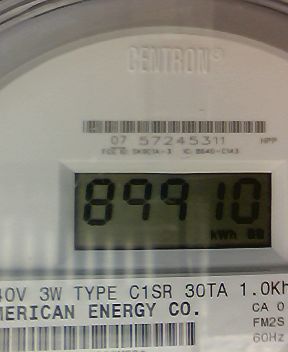 CENTRON®
07 57245311 HPP
89910
kWh
40V 3W TYPE C1SR 30TA 1.0Kh
MERICAN ENERGY CO. CA 0
FM2S
60Hz